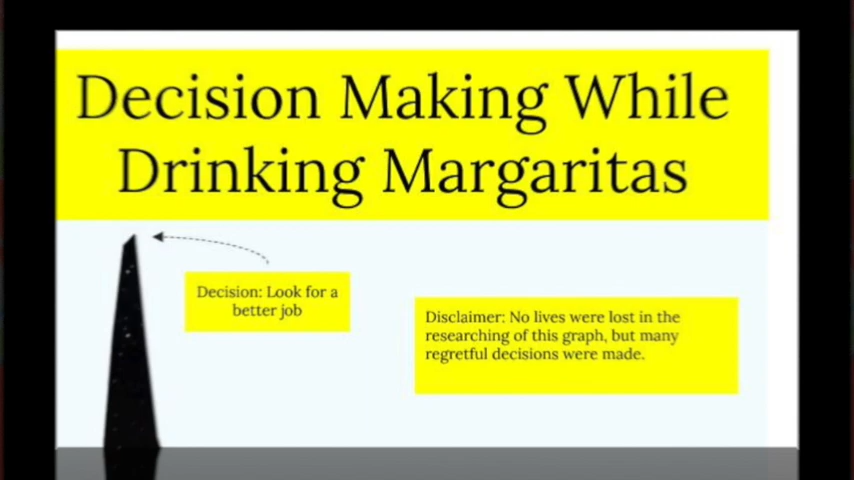 Decision Making While
Drinking Margaritas
Decision: Look for a
better job
Disclaimer: No lives were lost in the
researching of this graph, but many
regretful decisions were made.